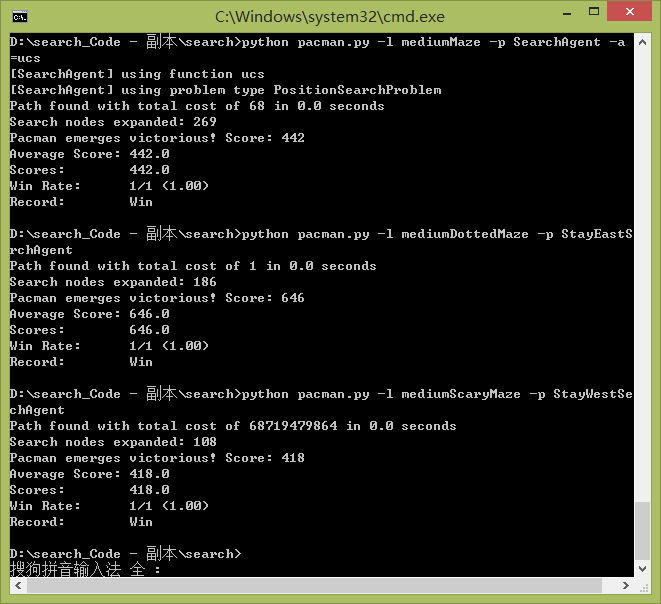 C:\Windows\system32\cmd.exe
D:\search_Code - 副本\search>python pacman.py -l mediumMaze -p SearchAgent -a
=ucs
[SearchAgent] using function ucs
[SearchAgent] using problem type PositionSearchProblem
Path found with total cost of 68 in 0.0 seconds
Search nodes expanded: 269
Pacman emerges victorious! Score: 442
Average Score: 442.0
Scores:        442.0
Win Rate:      1/1 (1.00)
Record:        Win
D:\search_Code - 副本\search>python pacman.py -l mediumDottedMaze -p StayEastS
rchAgent
Path found with total cost of 1 in 0.0 seconds
Search nodes expanded: 186
Pacman emerges victorious! Score: 646
Average Score: 646.0
Scores:        646.0
Win Rate:      1/1 (1.00)
Record:        Win
D:\search_Code - 副本\search>python pacman.py -l mediumScaryMaze -p StayWestSe
chAgent
Path found with total cost of 68719479864 in 0.0 seconds
Search nodes expanded: 108
Pacman emerges victorious! Score: 418
Average Score: 418.0
Scores:        418.0
Win Rate:      1/1 (1.00)
Record:        Win
D:\search_Code - 副本\search>
搜狗拼音输入法 全 :